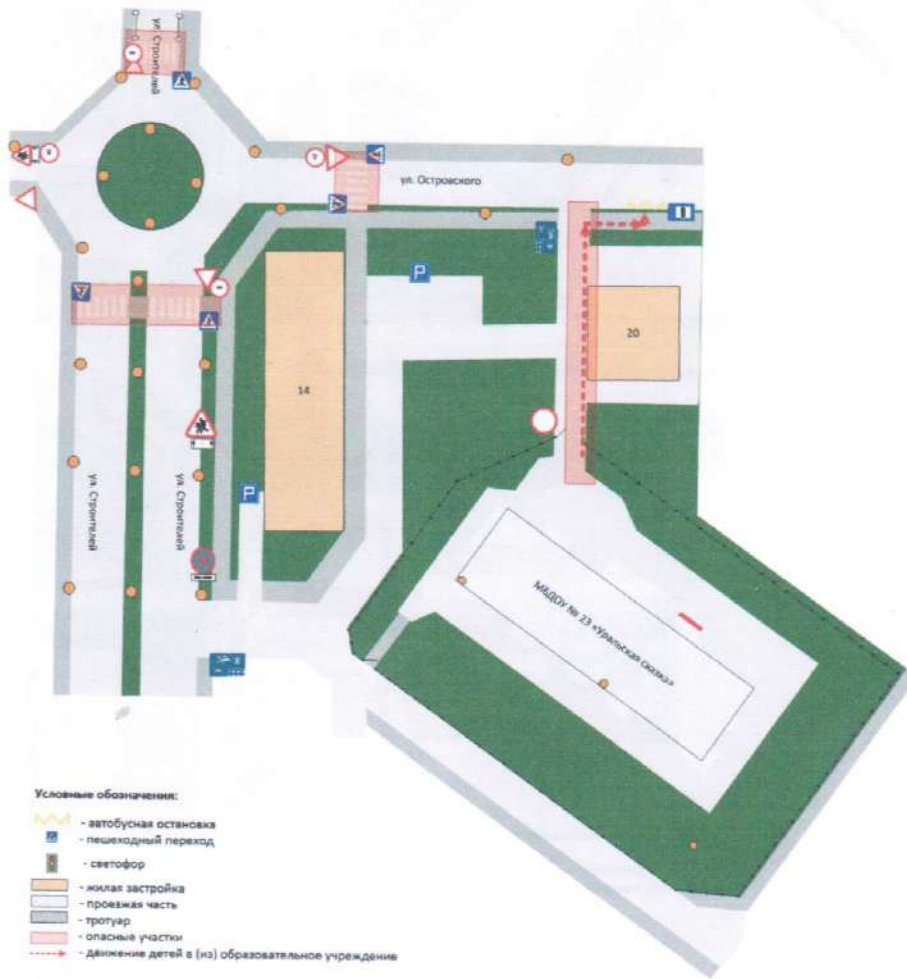 ул. Строителей
ул. Островского
20
14
P
P
ул. Строителей
ул. Строителей
МБДОУ № 23 «Уральская сказка»
Условные обозначения:
- автобусная остановка
- пешеходный переход
- светофор
- жилая застройка
- проезжая часть
- тротуар
- опасные участки
- движение детей в (из) образовательное учреждение